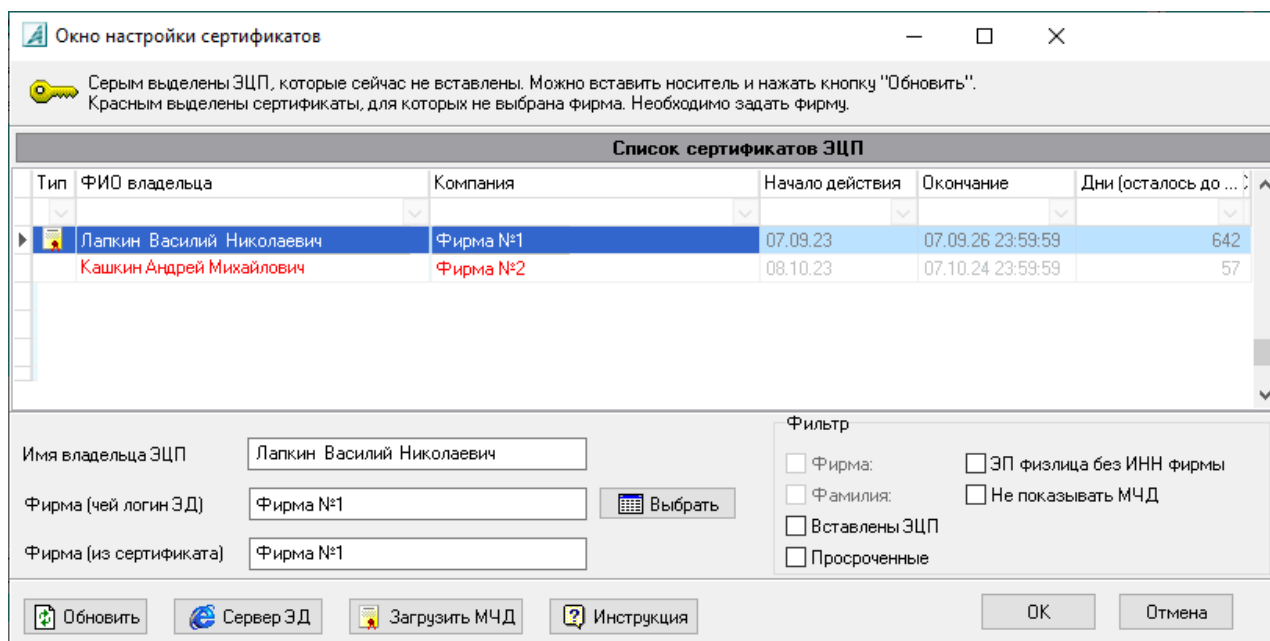 Окно настройки сертификатов
Серым выделены ЭЦП, которые сейчас не вставлены. Можно вставить носитель и нажать кнопку "Обновить".
Красным выделены сертификаты, для которых не выбрана фирма. Необходимо задать фирму.
Список сертификатов ЭЦП
Тип ФИО владельца Компания Начало действия Окончание Дни (осталось до ...
Лапкин Василий Николаевич Фирма №1 07.09.23 07.09.26 23:59:59 642
Кашкин Андрей Михайлович Фирма №2 08.10.23 07.10.24 23:59:59 57
Имя владельца ЭЦП Лапкин Василий Николаевич
Фирма (чей логин ЭД) Фирма №1 Выбрать
Фирма (из сертификата) Фирма №1
Фильтр
Фирма: ЭП физлица без ИНН фирмы
Фамилия: Не показывать МЧД
Вставлены ЭЦП
Просроченные
Обновить Сервер ЭД Загрузить МЧД Инструкция OK Отмена